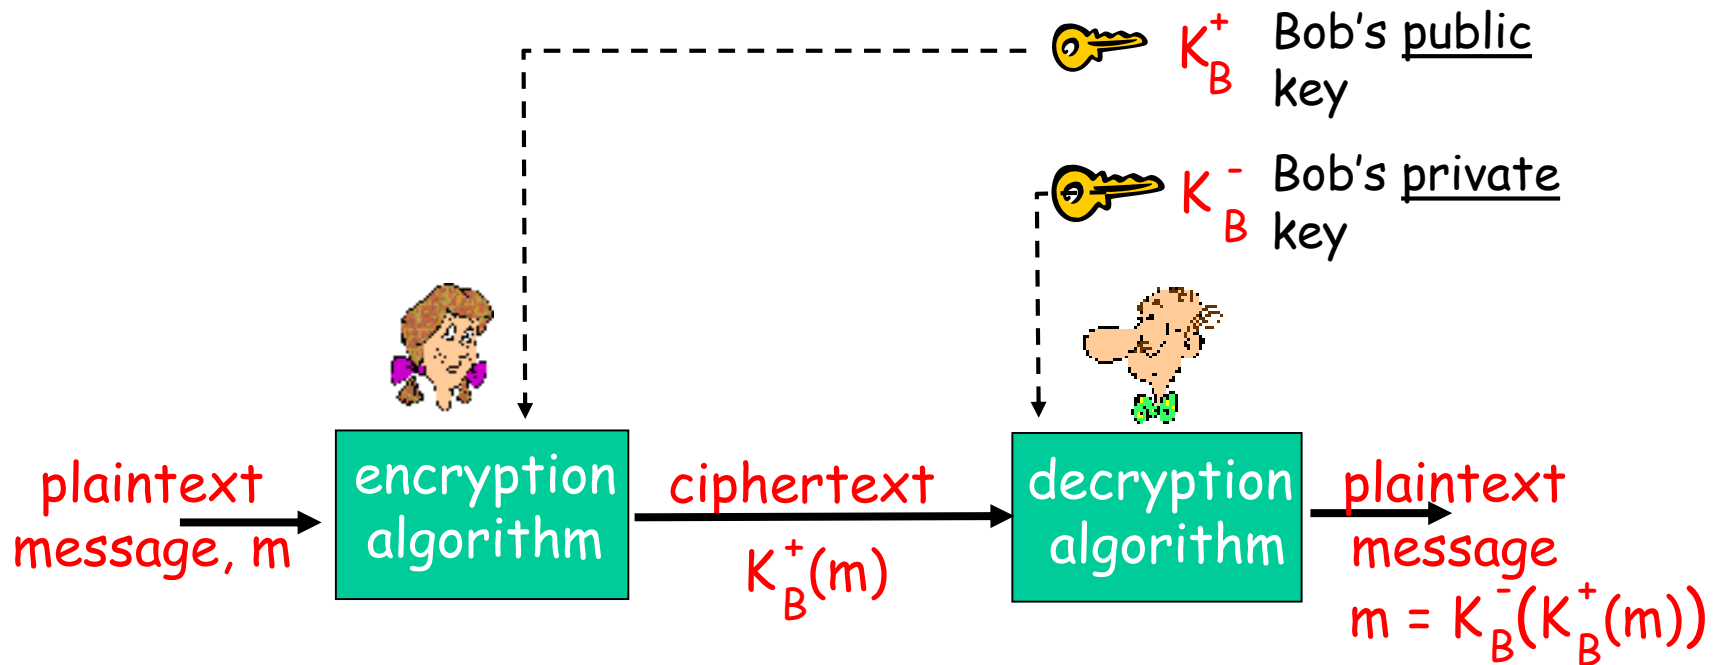 K_B^+ Bob's public
key
K_B^- Bob's private
key
plaintext
message, m
encryption
algorithm
ciphertext
K_B^+(m)
decryption
algorithm
plaintext
message
m = K_B^-(K_B^+(m))